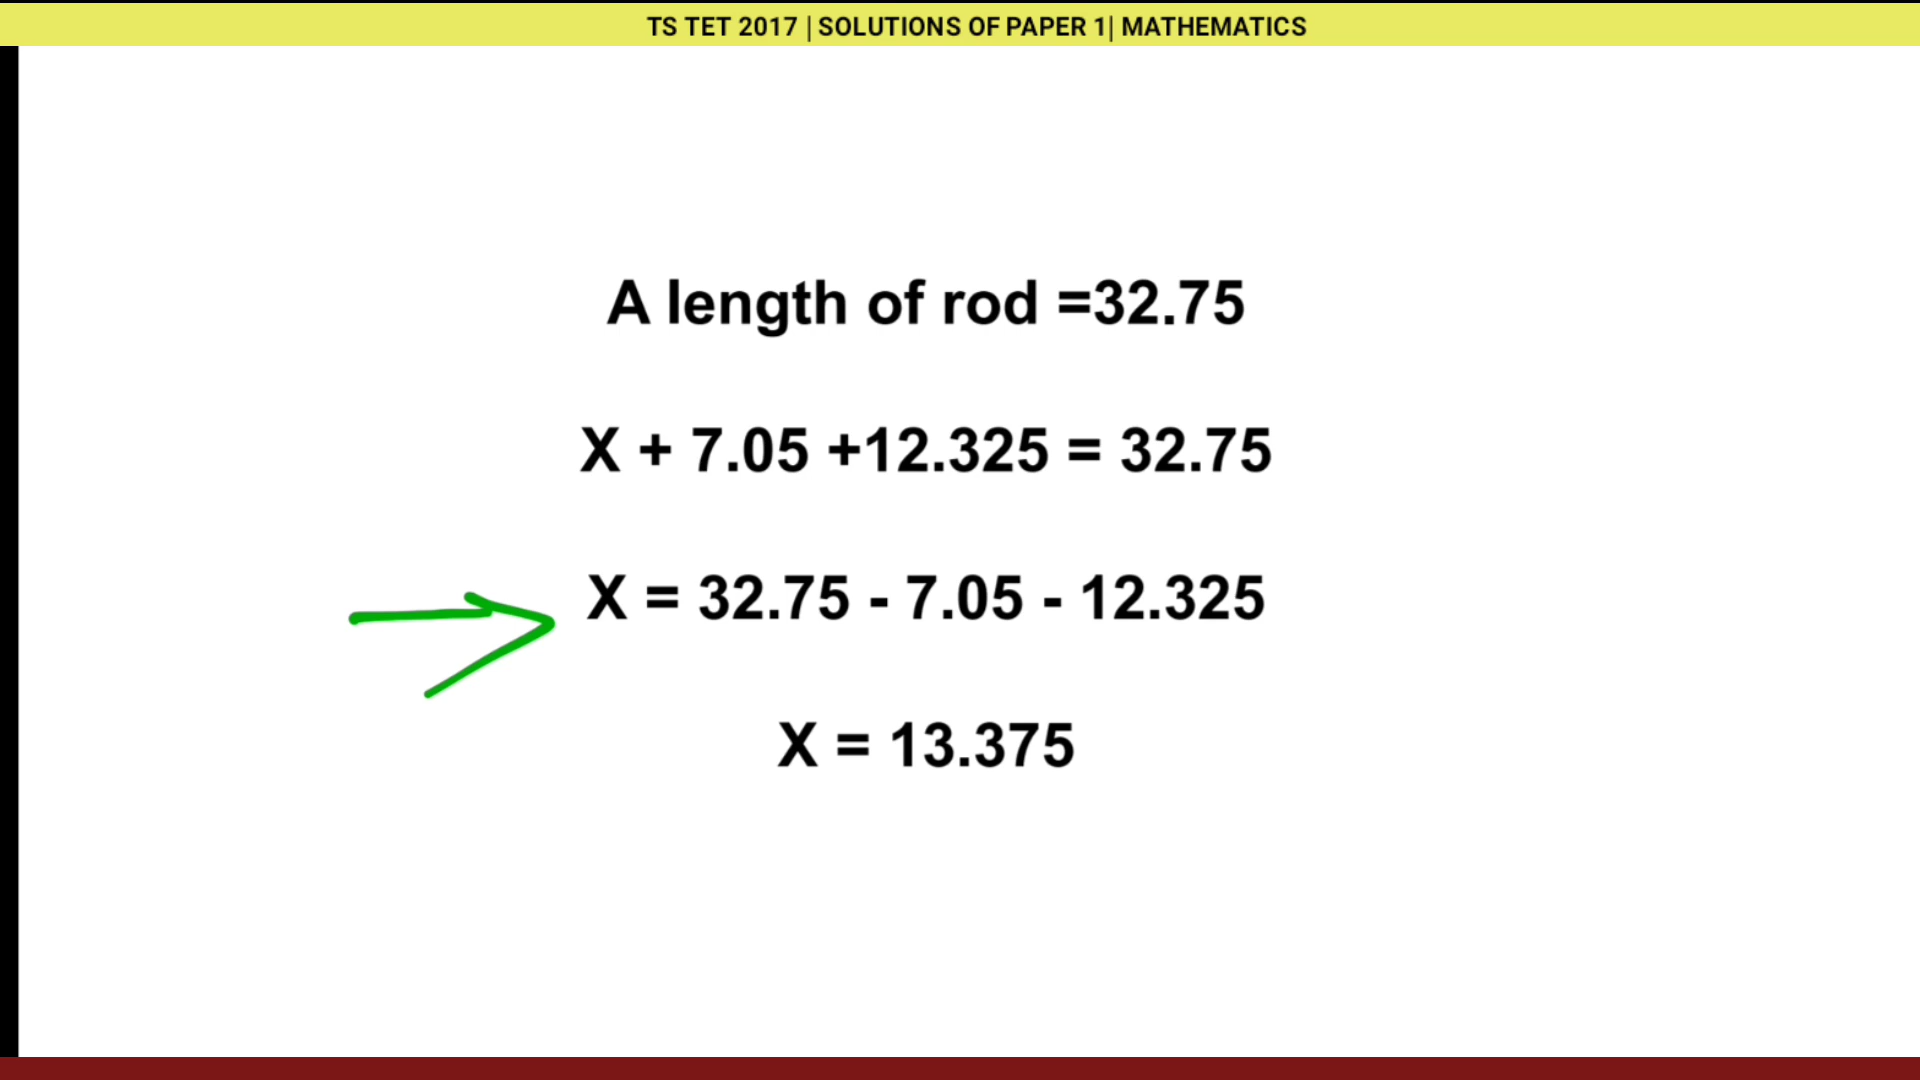 TS TET 2017 | SOLUTIONS OF PAPER 1| MATHEMATICS
A length of rod =32.75
X + 7.05 +12.325 = 32.75
X = 32.75 - 7.05 - 12.325
X = 13.375